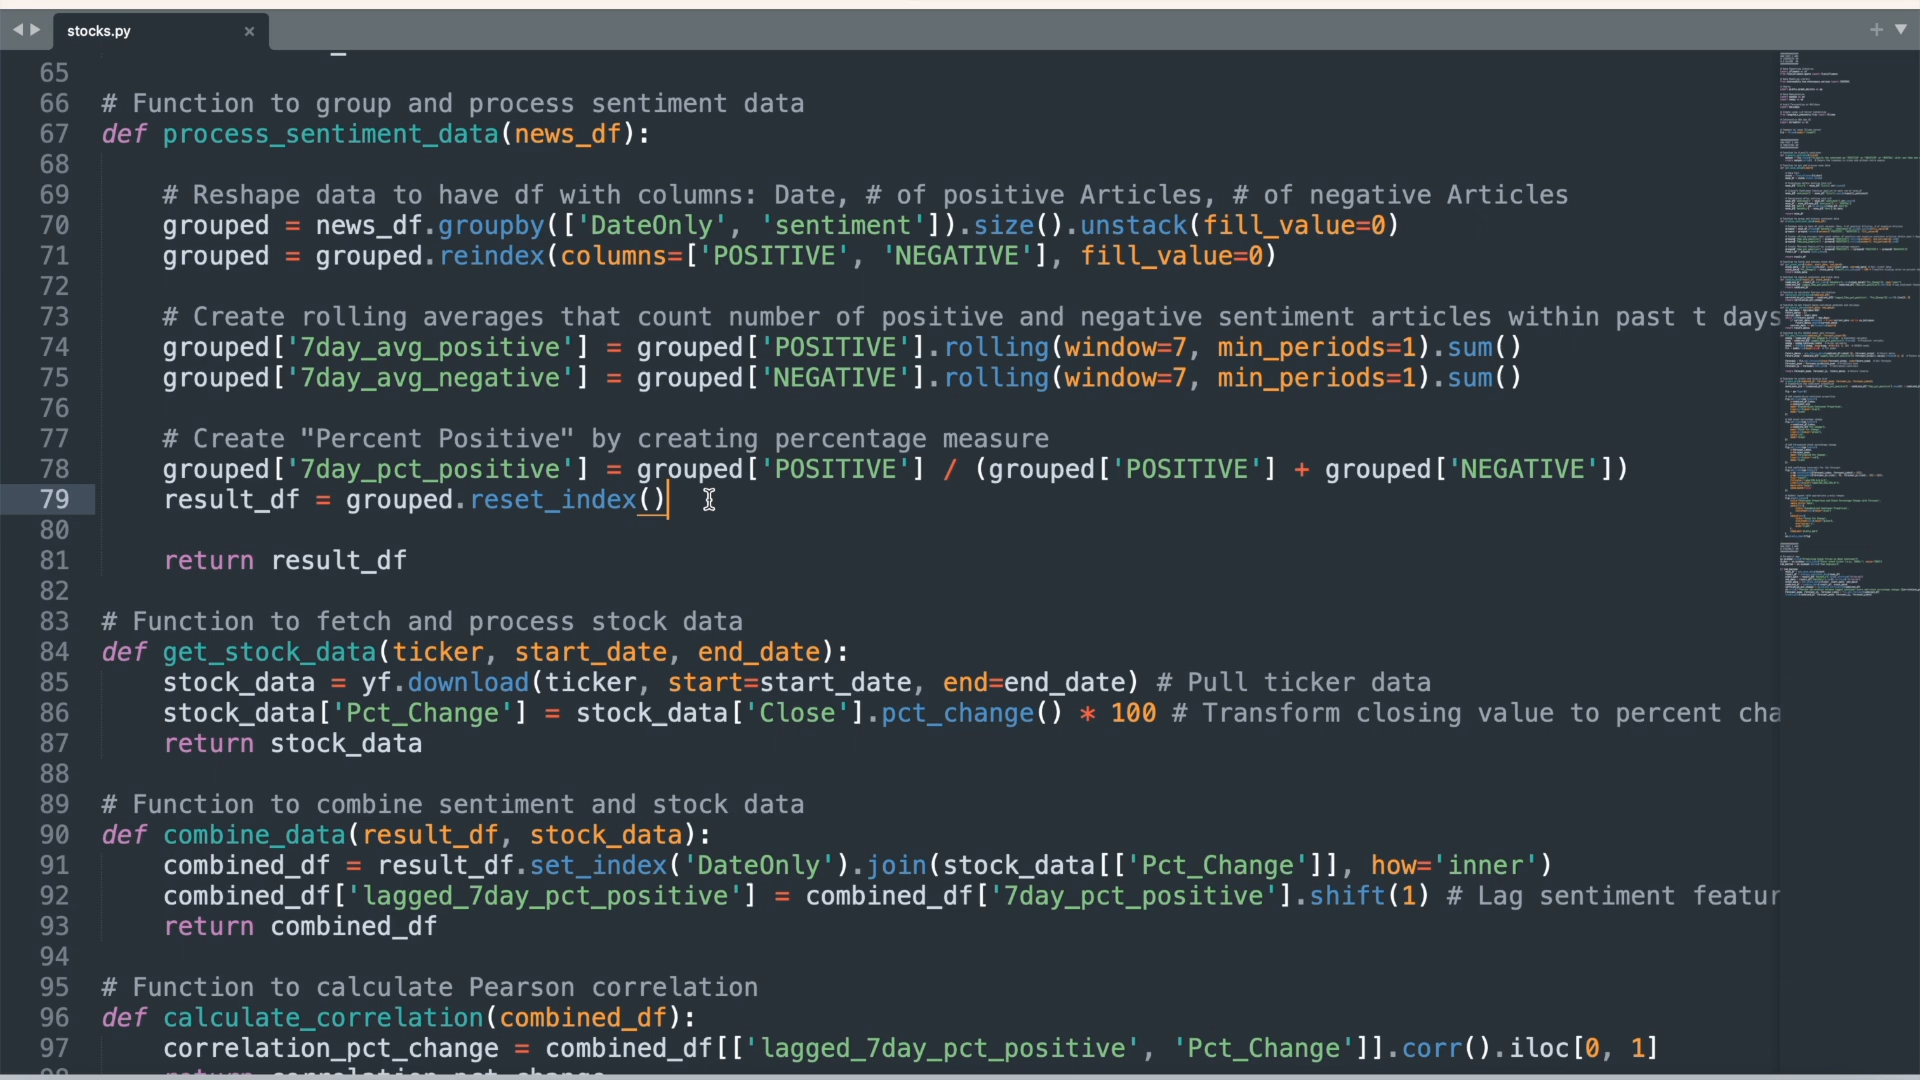 stocks.py
65
66 # Function to group and process sentiment data
67 def process_sentiment_data(news_df):
68
69 # Reshape data to have df with columns: Date, # of positive Articles, # of negative Articles
70 grouped = news_df.groupby(['DateOnly', 'sentiment']).size().unstack(fill_value=0)
71 grouped = grouped.reindex(columns=['POSITIVE', 'NEGATIVE'], fill_value=0)
72
73 # Create rolling averages that count number of positive and negative sentiment articles within past t days
74 grouped['7day_avg_positive'] = grouped['POSITIVE'].rolling(window=7, min_periods=1).sum()
75 grouped['7day_avg_negative'] = grouped['NEGATIVE'].rolling(window=7, min_periods=1).sum()
76
77 # Create "Percent Positive" by creating percentage measure
78 grouped['7day_pct_positive'] = grouped['POSITIVE'] / (grouped['POSITIVE'] + grouped['NEGATIVE'])
79 result_df = grouped.reset_index()
80
81 return result_df
82
83 # Function to fetch and process stock data
84 def get_stock_data(ticker, start_date, end_date):
85 stock_data = yf.download(ticker, start=start_date, end=end_date) # Pull ticker data
86 stock_data['Pct_Change'] = stock_data['Close'].pct_change() * 100 # Transform closing value to percent cha
87 return stock_data
88
89 # Function to combine sentiment and stock data
90 def combine_data(result_df, stock_data):
91 combined_df = result_df.set_index('DateOnly').join(stock_data[['Pct_Change']], how='inner')
92 combined_df['lagged_7day_pct_positive'] = combined_df['7day_pct_positive'].shift(1) # Lag sentiment featur
93 return combined_df
94
95 # Function to calculate Pearson correlation
96 def calculate_correlation(combined_df):
97 correlation_pct_change = combined_df[['lagged_7day_pct_positive', 'Pct_Change']].corr().iloc[0, 1]